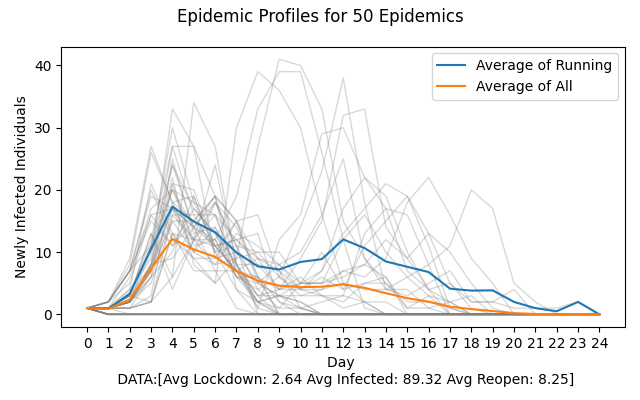 Epidemic Profiles for 50 Epidemics
Average of Running
Average of All
Newly Infected Individuals
40
30
20
10
0
0 1 2 3 4 5 6 7 8 9 10 11 12 13 14 15 16 17 18 19 20 21 22 23 24
Day
DATA:[Avg Lockdown: 2.64 Avg Infected: 89.32 Avg Reopen: 8.25]